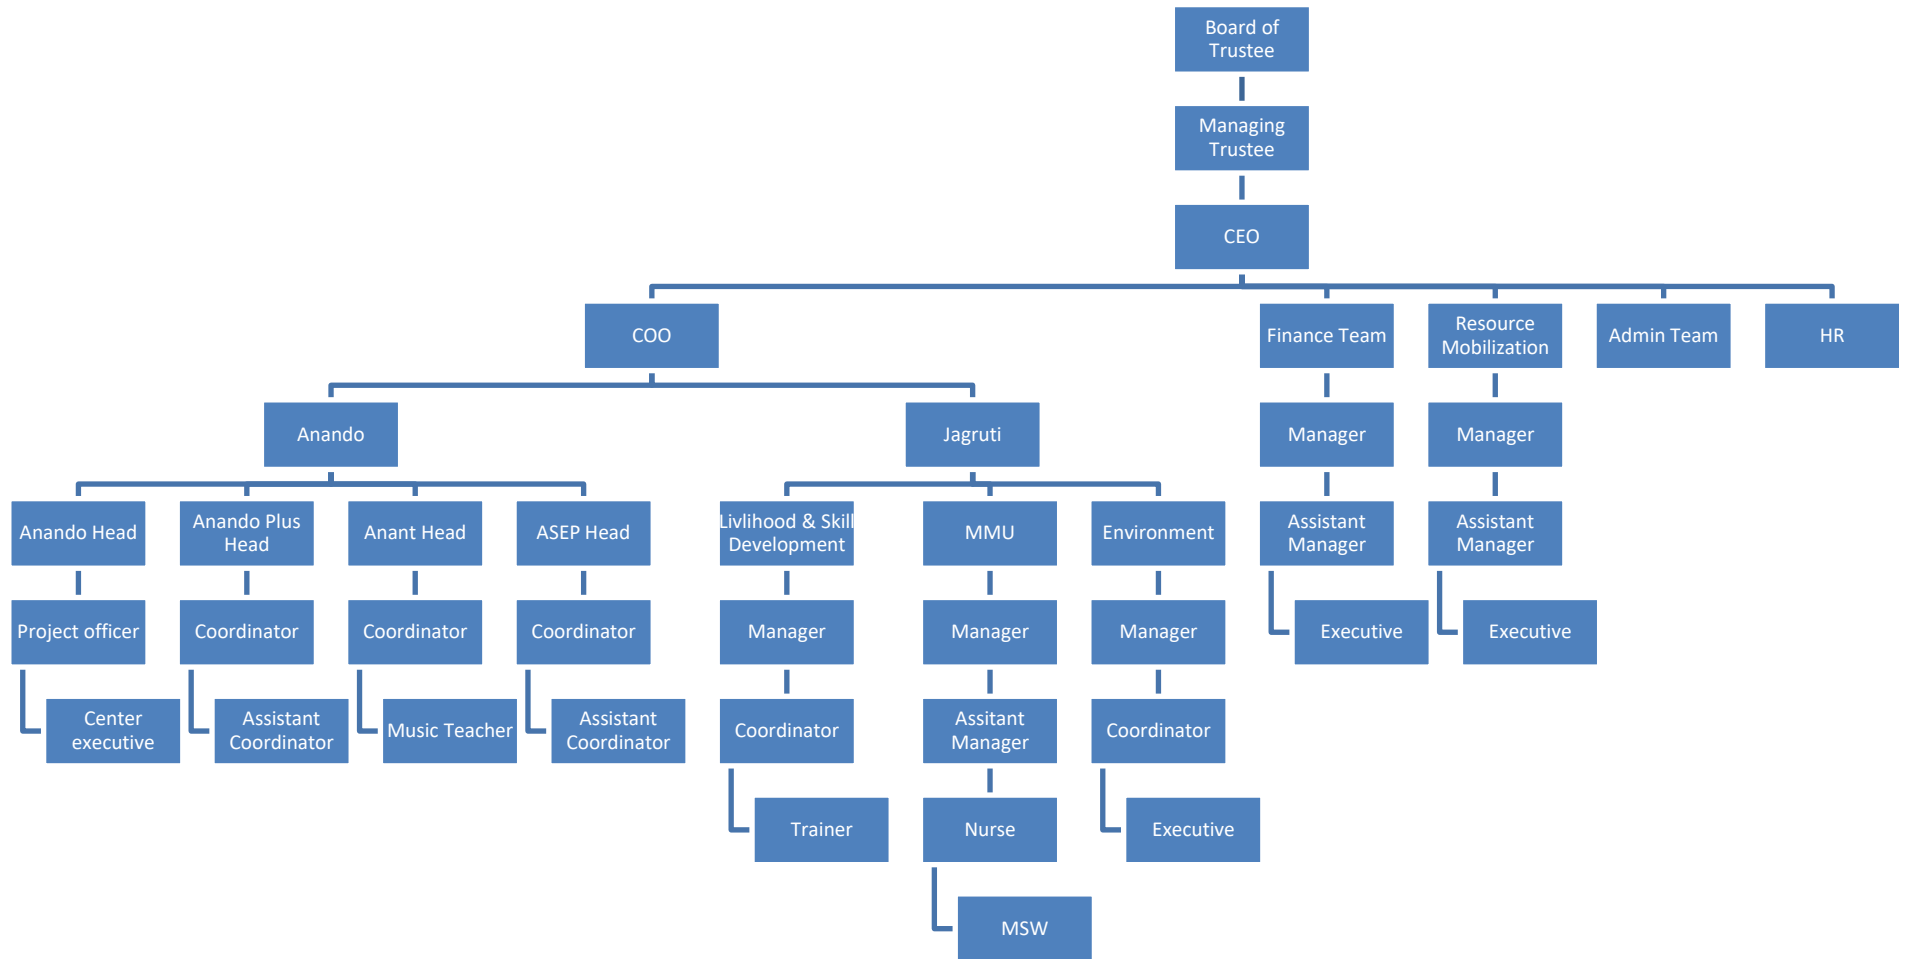 Board of
Trustee
Managing
Trustee
CEO
COO
Finance Team
Resource
Mobilization
Admin Team
HR
Anando
Jagruti
Manager
Manager
Anando Head
Anando Plus
Head
Anant Head
ASEP Head
Livlihood & Skill
Development
MMU
Environment
Assistant
Manager
Assistant
Manager
Project officer
Coordinator
Coordinator
Coordinator
Manager
Manager
Manager
Executive
Executive
Center
executive
Assistant
Coordinator
Music Teacher
Assistant
Coordinator
Coordinator
Assitant
Manager
Coordinator
Trainer
Nurse
Executive
MSW